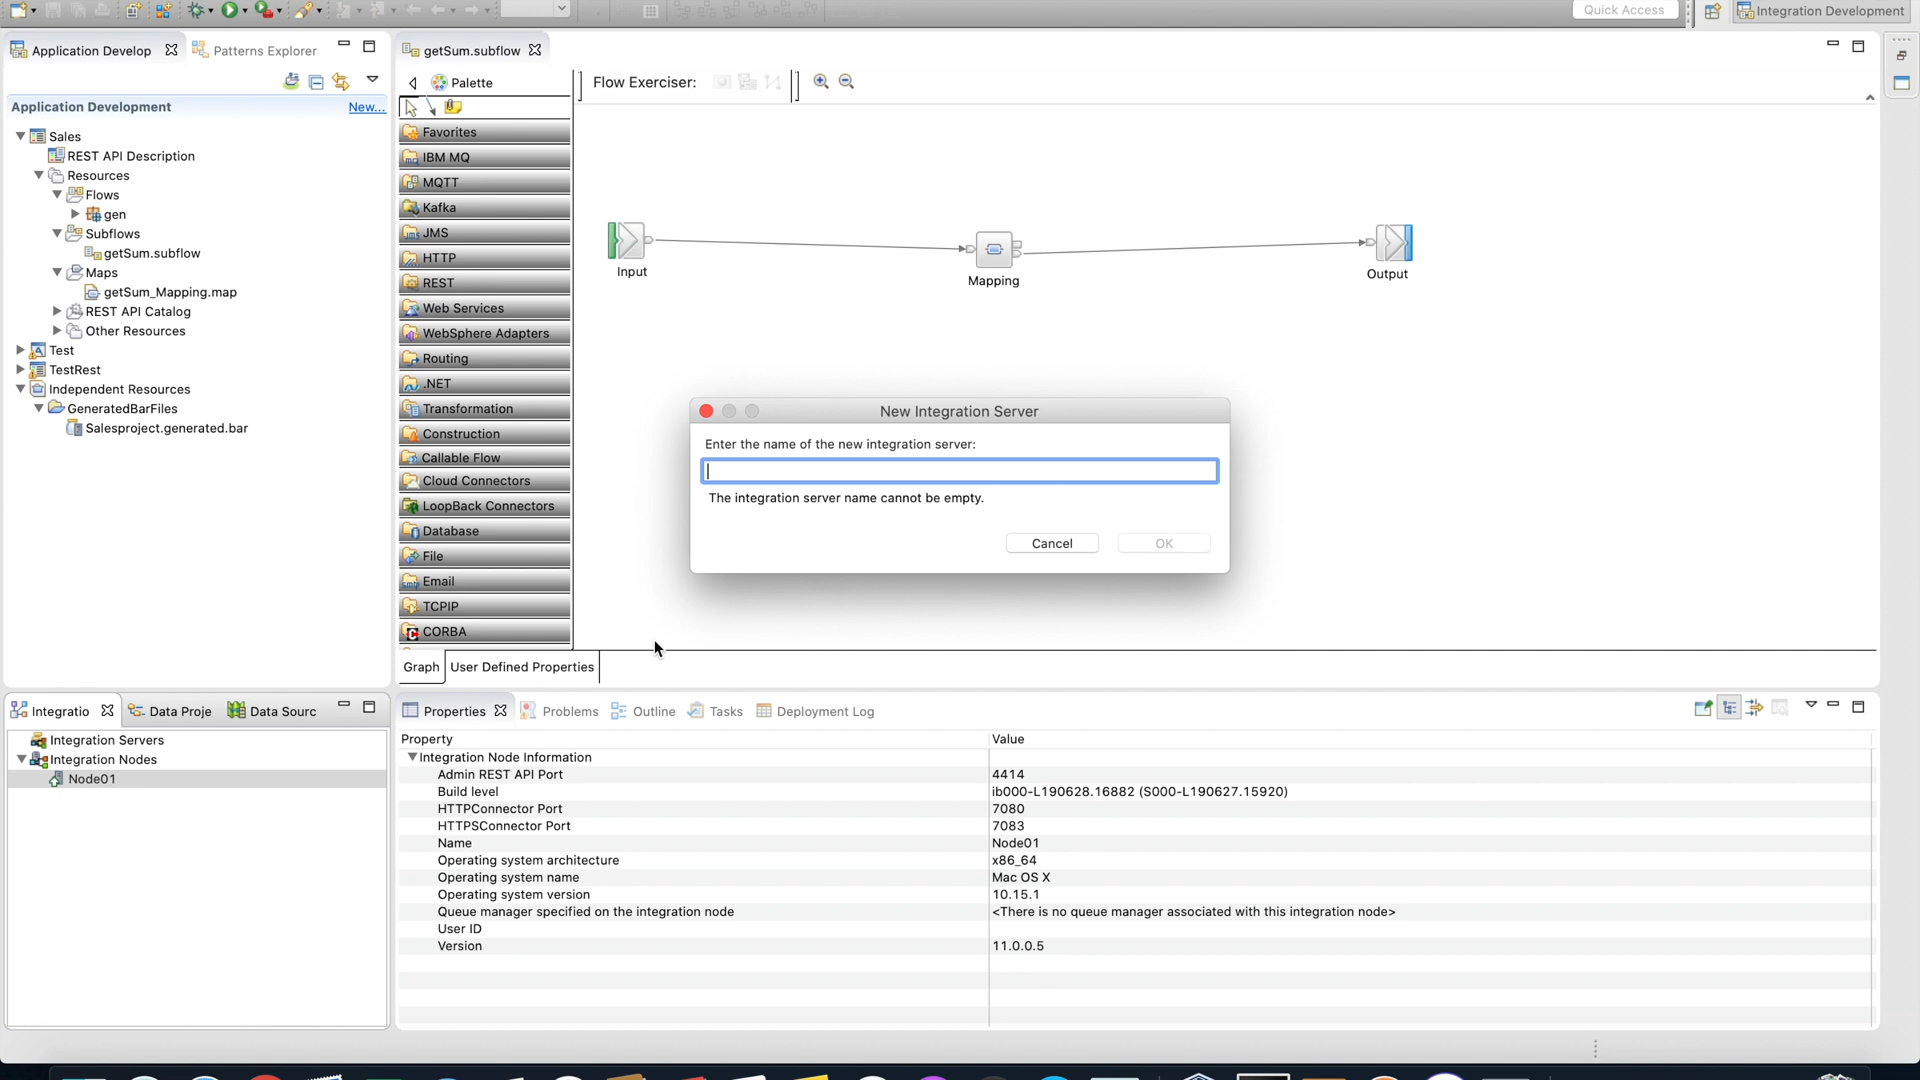 Quick Access
Integration Development
Application Develop
Patterns Explorer
Application Development
New...
Sales
REST API Description
Resources
Flows
gen
Subflows
getSum.subflow
Maps
getSum_Mapping.map
REST API Catalog
Other Resources
Test
TestRest
Independent Resources
GeneratedBarFiles
Salesproject.generated.bar
getSum.subflow
Palette
Flow Exerciser:
Favorites
IBM MQ
MQTT
Kafka
JMS
HTTP
REST
Web Services
WebSphere Adapters
Routing
.NET
Transformation
Construction
Callable Flow
Cloud Connectors
LoopBack Connectors
Database
File
Email
TCPIP
CORBA
Input
Mapping
Output
New Integration Server
Enter the name of the new integration server:
The integration server name cannot be empty.
Cancel
OK
Graph
User Defined Properties
Integratio
Data Proje
Data Sourc
Integration Servers
Integration Nodes
Node01
Properties
Problems
Outline
Tasks
Deployment Log
Property Value
Integration Node Information
Admin REST API Port 4414
Build level ib000-L190628.16882 (S000-L190627.15920)
HTTPConnector Port 7080
HTTPSConnector Port 7083
Name Node01
Operating system architecture x86_64
Operating system name Mac OS X
Operating system version 10.15.1
Queue manager specified on the integration node <There is no queue manager associated with this integration node>
User ID
Version 11.0.0.5